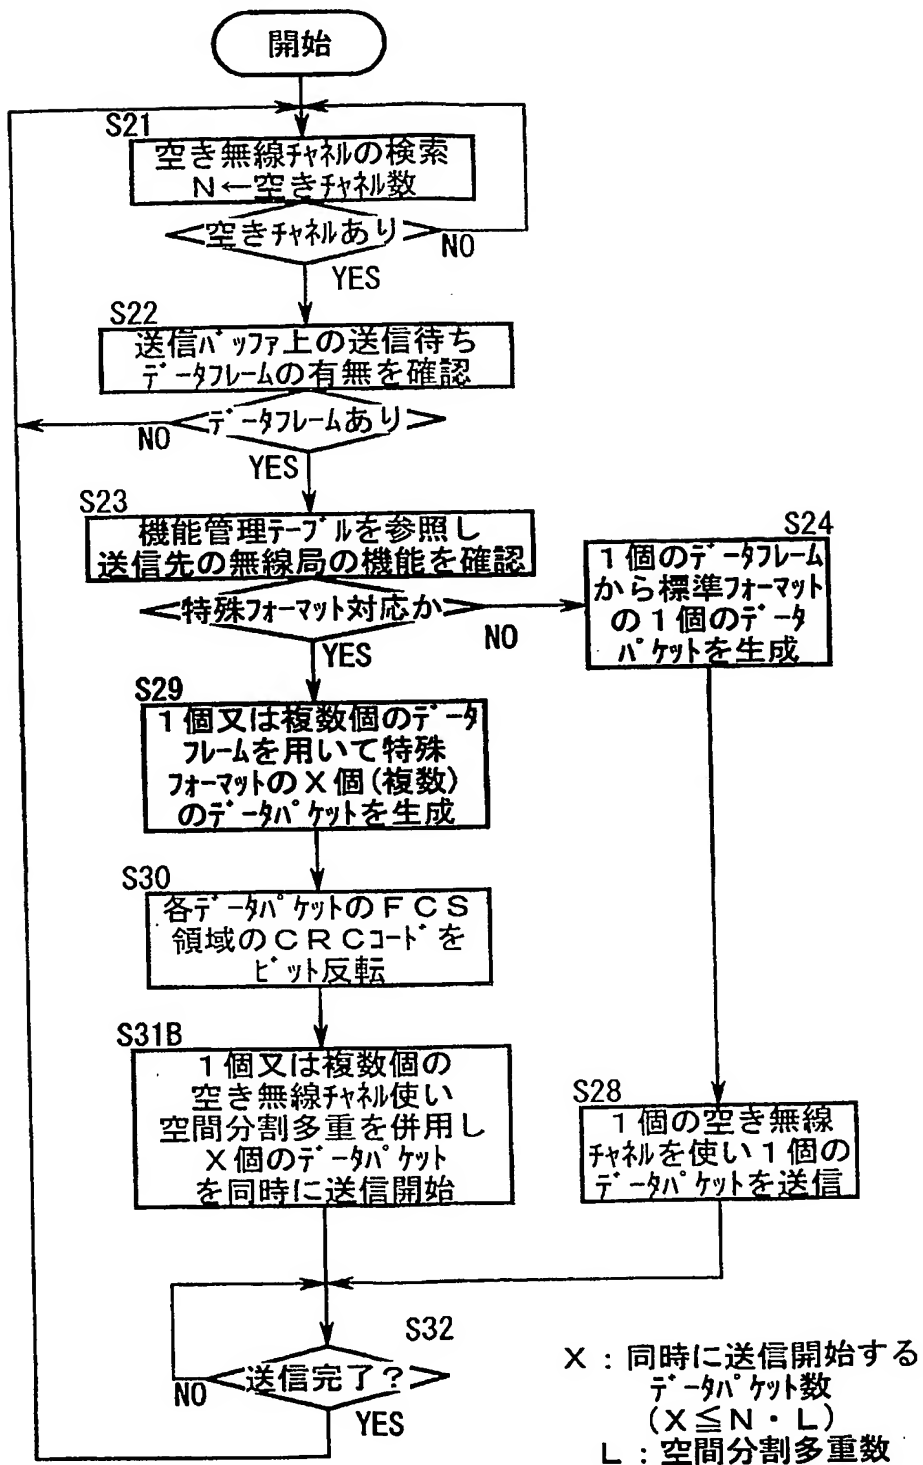 開始
S21
空き無線ﾁｬﾈﾙの検索
N←空きﾁｬﾈﾙ数
空きﾁｬﾈﾙあり
NO
YES
S22
送信ﾊﾞｯﾌｧ上の送信待ち
ﾃﾞｰﾀﾌﾚｰﾑの有無を確認
ﾃﾞｰﾀﾌﾚｰﾑあり
NO
YES
S23
機能管理ﾃｰﾌﾞﾙを参照し
送信先の無線局の機能を確認
特殊ﾌｫｰﾏｯﾄ対応か
NO
YES
S24
1個のﾃﾞｰﾀﾌﾚｰﾑ
から標準ﾌｫｰﾏｯﾄ
の1個のﾃﾞｰﾀ
ﾊﾟｹｯﾄを生成
S29
1個又は複数個のﾃﾞｰﾀ
ﾌﾚｰﾑを用いて特殊
ﾌｫｰﾏｯﾄのX個(複数)
のﾃﾞｰﾀﾊﾟｹｯﾄを生成
S30
各ﾃﾞｰﾀﾊﾟｹｯﾄのFCS
領域のCRCｺｰﾄﾞを
ﾋﾞｯﾄ反転
S31B
1個又は複数個の
空き無線ﾁｬﾈﾙ使い
空間分割多重を併用し
X個のﾃﾞｰﾀﾊﾟｹｯﾄ
を同時に送信開始
S28
1個の空き無線
ﾁｬﾈﾙを使い1個の
ﾃﾞｰﾀﾊﾟｹｯﾄを送信
S32
送信完了?
NO
YES
X:同時に送信開始する
ﾃﾞｰﾀﾊﾟｹｯﾄ数
(X≦N・L)
L:空間分割多重数